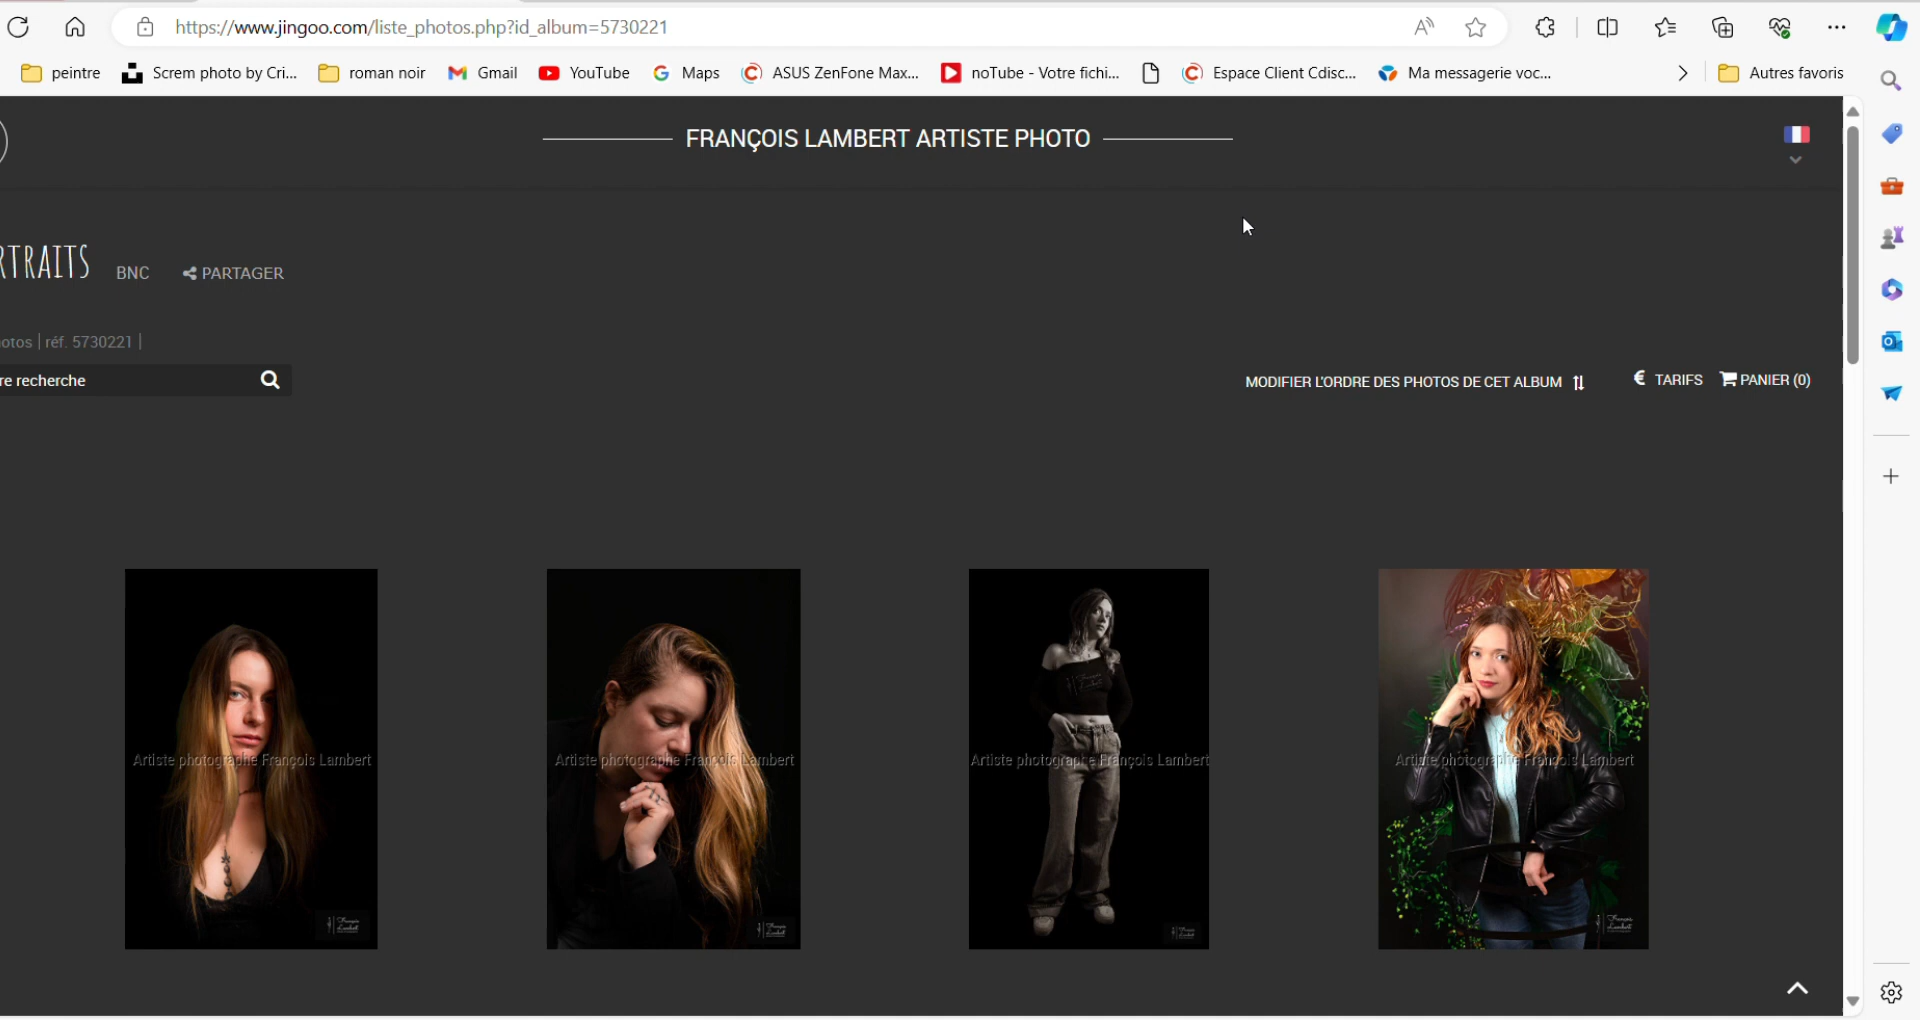 https://www.jingoo.com/liste_photos.php?id_album=5730221
peintre Screm photo by Cri... roman noir Gmail YouTube Maps ASUS ZenFone Max... noTube - Votre fichi... Espace Client Cdisc... Ma messagerie voc... Autres favoris
FRANÇOIS LAMBERT ARTISTE PHOTO
RTRAITS BNC PARTAGER
otos | réf. 5730221 |
re recherche MODIFIER L'ORDRE DES PHOTOS DE CET ALBUM € TARIFS PANIER (0)
Artiste photographe François Lambert Artiste photographe François Lambert Artiste photographe François Lambert Artiste photographe François Lambert
François Lambert